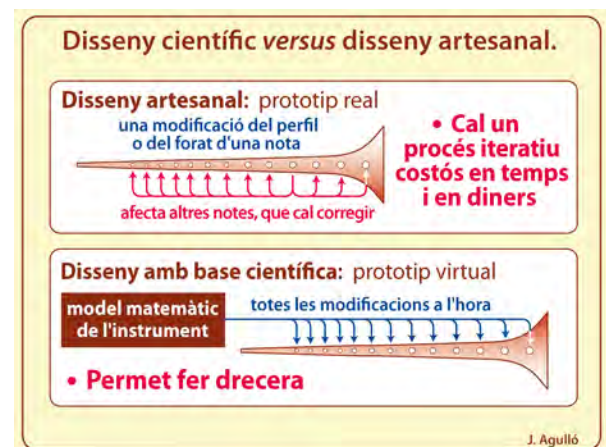 Disseny científic versus disseny artesanal.
Disseny artesanal: prototip real
una modificació del perfil
o del forat d'una nota
afecta altres notes, que cal corregir
• Cal un
procés iteratiu
costós en temps
i en diners
Disseny amb base científica: prototip virtual
model matemàtic
de l'instrument
totes les modificacions a l'hora
• Permet fer drecera
J. Agulló